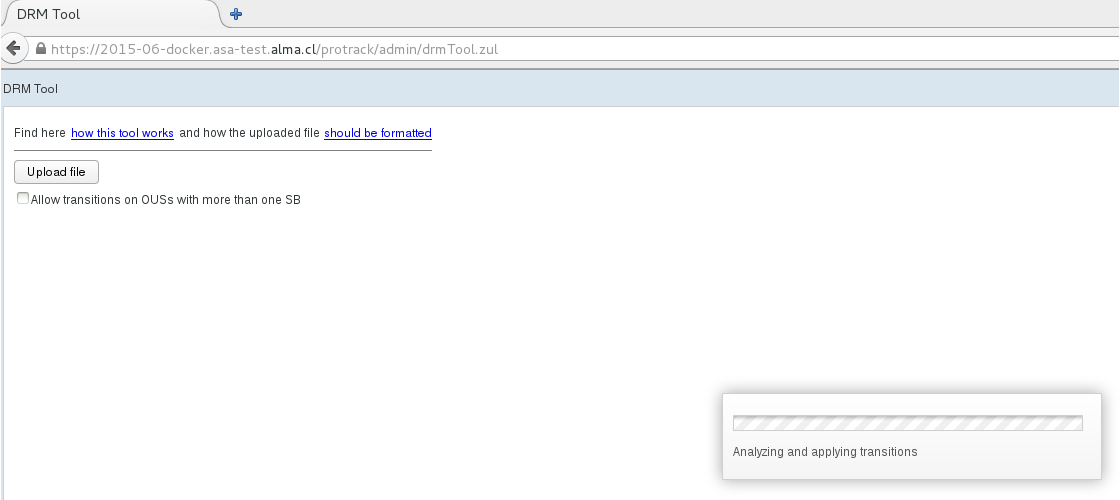 DRM Tool
https://2015-06-docker.asa-test.alma.cl/protrack/admin/drmTool.zul
DRM Tool
Find here how this tool works and how the uploaded file should be formatted
Upload file
Allow transitions on OUSs with more than one SB
Analyzing and applying transitions